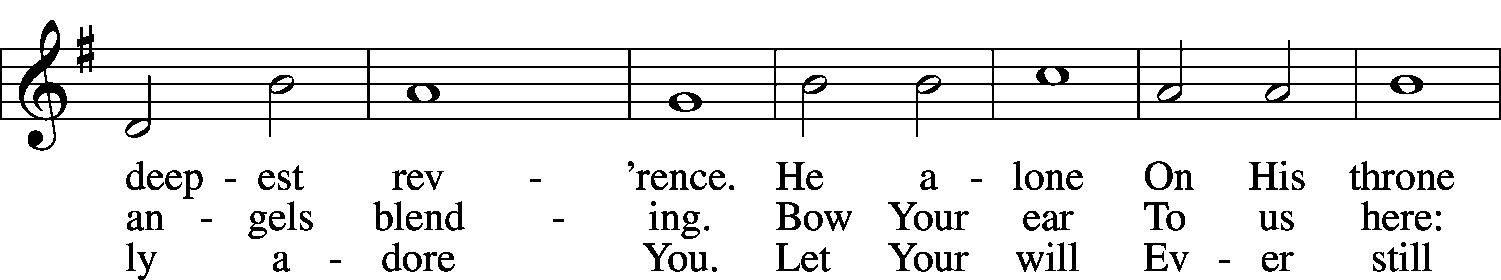 deep - est rev - 'rence. He a - lone On His throne
an - gels blend - ing. Bow Your ear To us here:
ly a - dore You. Let Your will Ev - er still